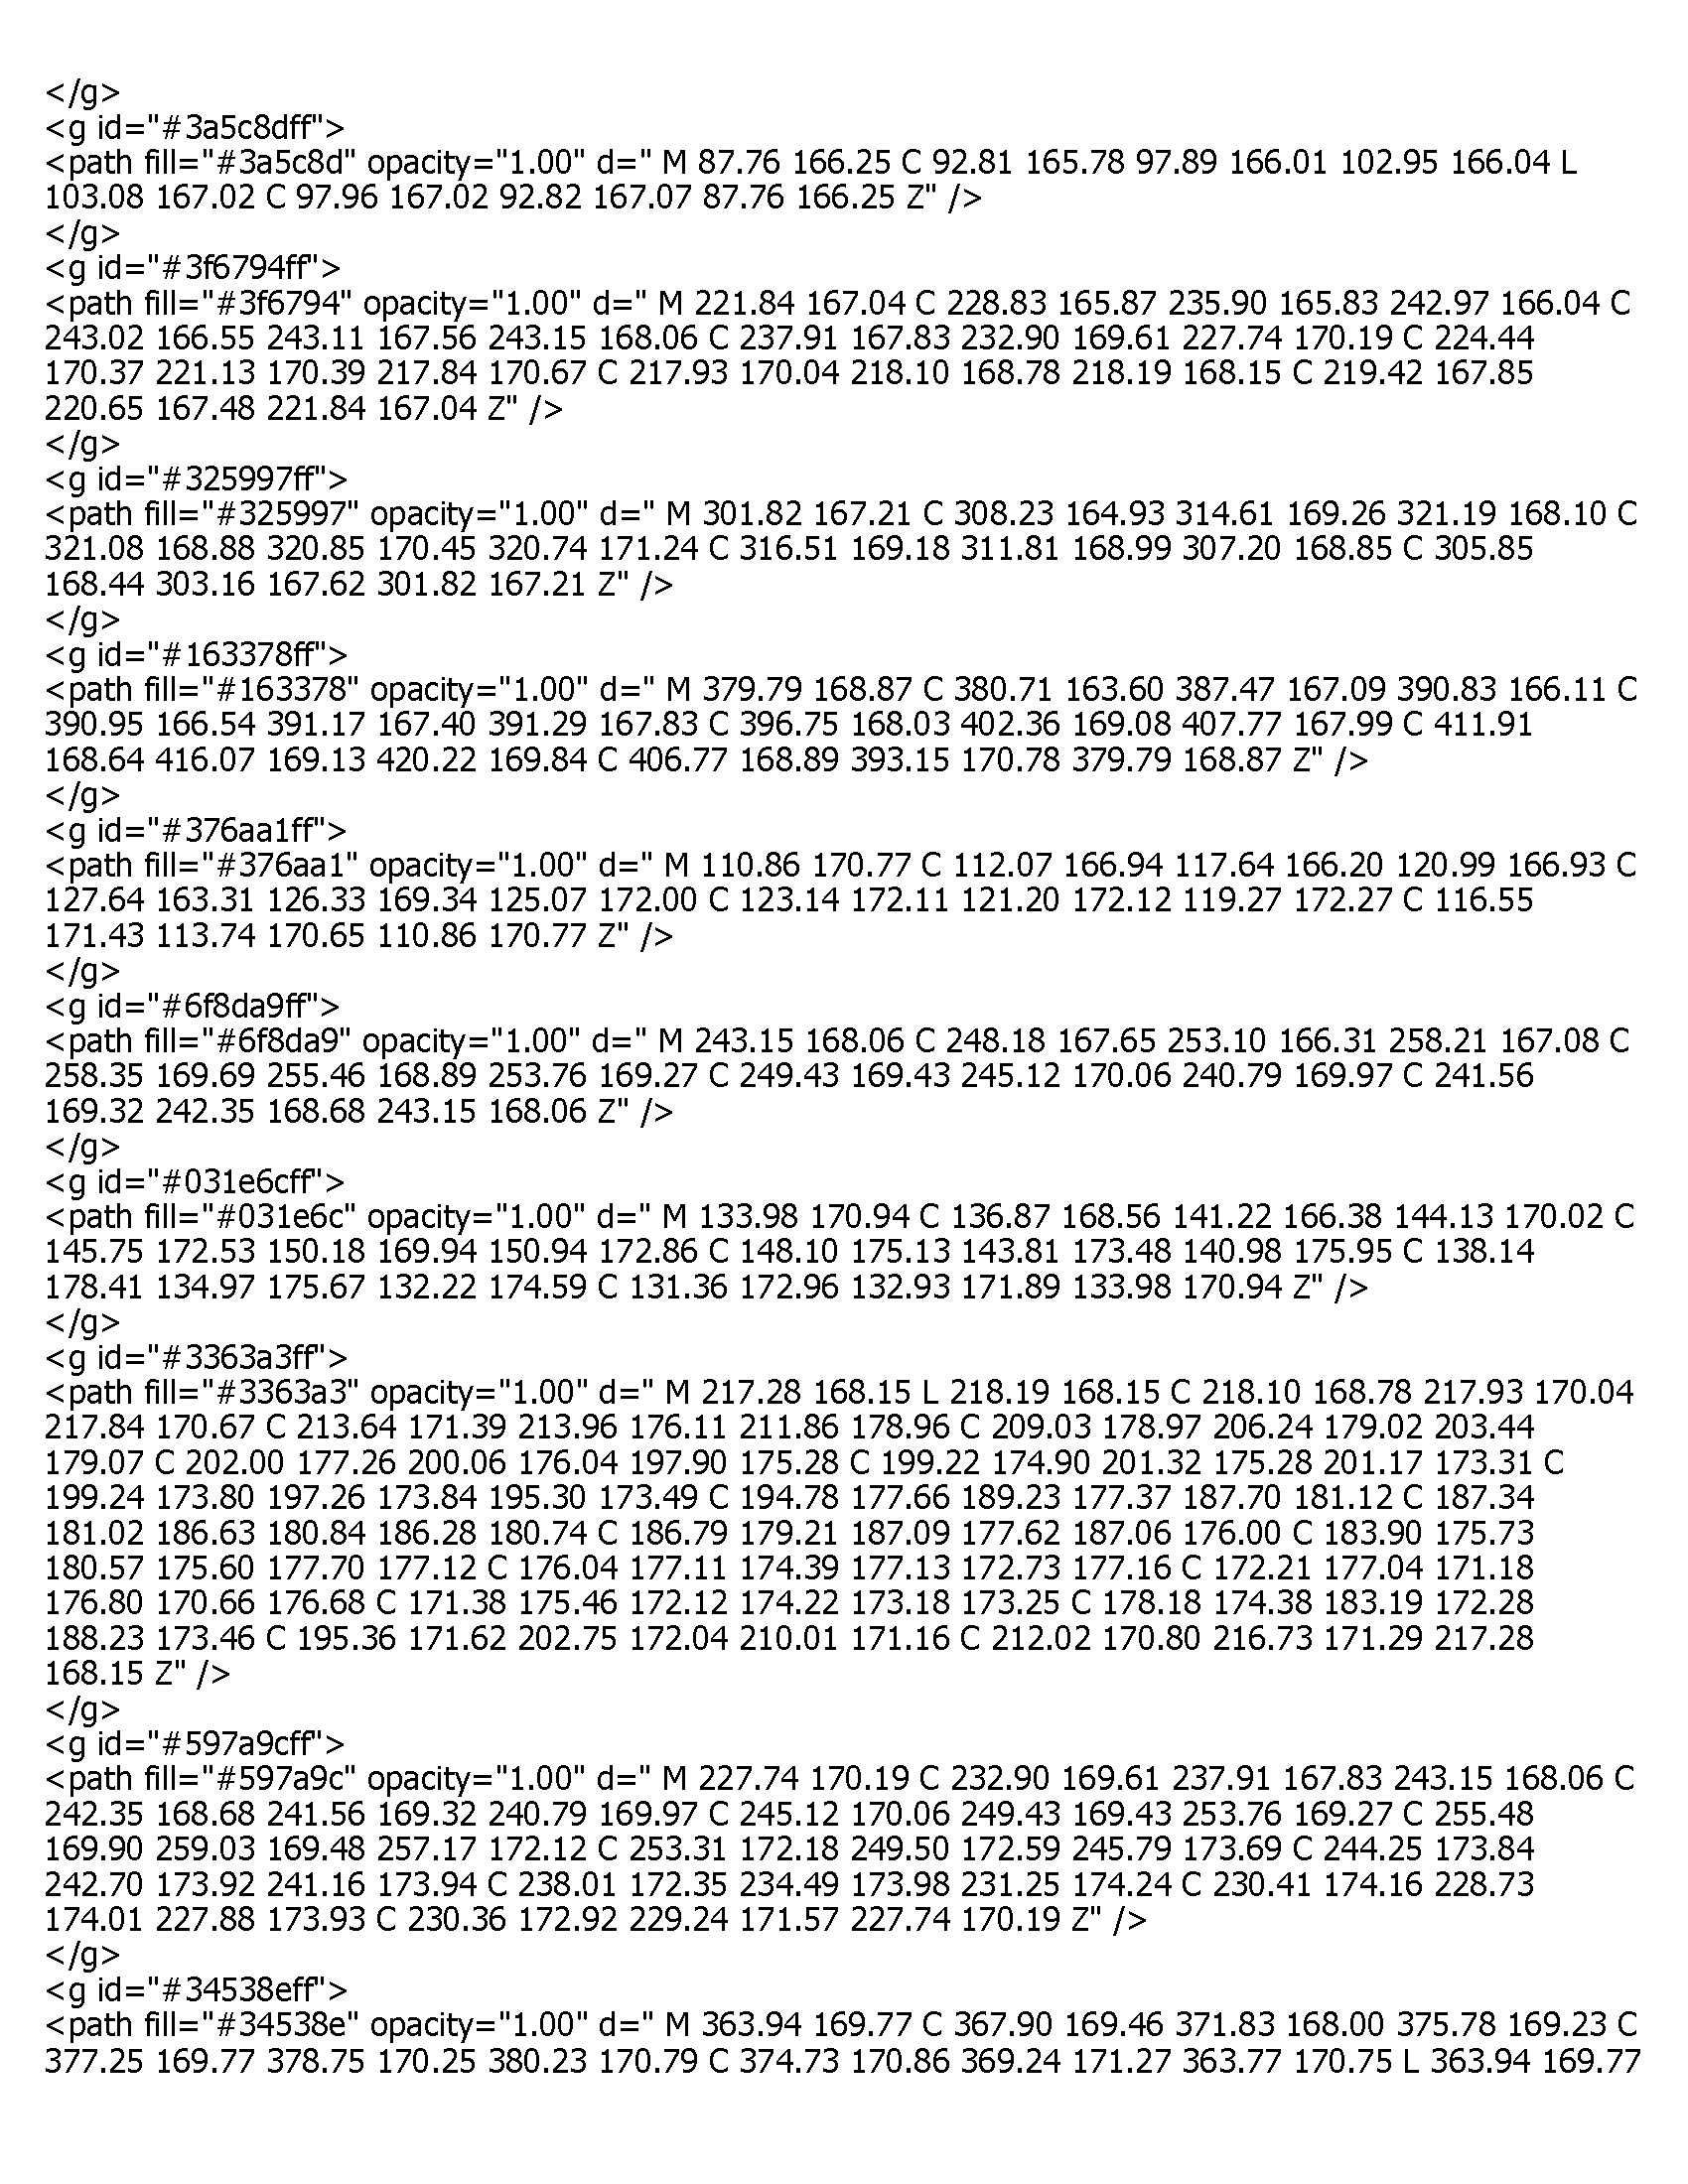 </g>
<g id="#3a5c8dff">
<path fill="#3a5c8d" opacity="1.00" d=" M 87.76 166.25 C 92.81 165.78 97.89 166.01 102.95 166.04 L
103.08 167.02 C 97.96 167.02 92.82 167.07 87.76 166.25 Z" />
</g>
<g id="#3f6794ff">
<path fill="#3f6794" opacity="1.00" d=" M 221.84 167.04 C 228.83 165.87 235.90 165.83 242.97 166.04 C
243.02 166.55 243.11 167.56 243.15 168.06 C 237.91 167.83 232.90 169.61 227.74 170.19 C 224.44
170.37 221.13 170.39 217.84 170.67 C 217.93 170.04 218.10 168.78 218.19 168.15 C 219.42 167.85
220.65 167.48 221.84 167.04 Z" />
</g>
<g id="#325997ff">
<path fill="#325997" opacity="1.00" d=" M 301.82 167.21 C 308.23 164.93 314.61 169.26 321.19 168.10 C
321.08 168.88 320.85 170.45 320.74 171.24 C 316.51 169.18 311.81 168.99 307.20 168.85 C 305.85
168.44 303.16 167.62 301.82 167.21 Z" />
</g>
<g id="#163378ff">
<path fill="#163378" opacity="1.00" d=" M 379.79 168.87 C 380.71 163.60 387.47 167.09 390.83 166.11 C
390.95 166.54 391.17 167.40 391.29 167.83 C 396.75 168.03 402.36 169.08 407.77 167.99 C 411.91
168.64 416.07 169.13 420.22 169.84 C 406.77 168.89 393.15 170.78 379.79 168.87 Z" />
</g>
<g id="#376aa1ff">
<path fill="#376aa1" opacity="1.00" d=" M 110.86 170.77 C 112.07 166.94 117.64 166.20 120.99 166.93 C
127.64 163.31 126.33 169.34 125.07 172.00 C 123.14 172.11 121.20 172.12 119.27 172.27 C 116.55
171.43 113.74 170.65 110.86 170.77 Z" />
</g>
<g id="#6f8da9ff">
<path fill="#6f8da9" opacity="1.00" d=" M 243.15 168.06 C 248.18 167.65 253.10 166.31 258.21 167.08 C
258.35 169.69 255.46 168.89 253.76 169.27 C 249.43 169.43 245.12 170.06 240.79 169.97 C 241.56
169.32 242.35 168.68 243.15 168.06 Z" />
</g>
<g id="#031e6cff">
<path fill="#031e6c" opacity="1.00" d=" M 133.98 170.94 C 136.87 168.56 141.22 166.38 144.13 170.02 C
145.75 172.53 150.18 169.94 150.94 172.86 C 148.10 175.13 143.81 173.48 140.98 175.95 C 138.14
178.41 134.97 175.67 132.22 174.59 C 131.36 172.96 132.93 171.89 133.98 170.94 Z" />
</g>
<g id="#3363a3ff">
<path fill="#3363a3" opacity="1.00" d=" M 217.28 168.15 L 218.19 168.15 C 218.10 168.78 217.93 170.04
217.84 170.67 C 213.64 171.39 213.96 176.11 211.86 178.96 C 209.03 178.97 206.24 179.02 203.44
179.07 C 202.00 177.26 200.06 176.04 197.90 175.28 C 199.22 174.90 201.32 175.28 201.17 173.31 C
199.24 173.80 197.26 173.84 195.30 173.49 C 194.78 177.66 189.23 177.37 187.70 181.12 C 187.34
181.02 186.63 180.84 186.28 180.74 C 186.79 179.21 187.09 177.62 187.06 176.00 C 183.90 175.73
180.57 175.60 177.70 177.12 C 176.04 177.11 174.39 177.13 172.73 177.16 C 172.21 177.04 171.18
176.80 170.66 176.68 C 171.38 175.46 172.12 174.22 173.18 173.25 C 178.18 174.38 183.19 172.28
188.23 173.46 C 195.36 171.62 202.75 172.04 210.01 171.16 C 212.02 170.80 216.73 171.29 217.28
168.15 Z" />
</g>
<g id="#597a9cff">
<path fill="#597a9c" opacity="1.00" d=" M 227.74 170.19 C 232.90 169.61 237.91 167.83 243.15 168.06 C
242.35 168.68 241.56 169.32 240.79 169.97 C 245.12 170.06 249.43 169.43 253.76 169.27 C 255.48
169.90 259.03 169.48 257.17 172.12 C 253.31 172.18 249.50 172.59 245.79 173.69 C 244.25 173.84
242.70 173.92 241.16 173.94 C 238.01 172.35 234.49 173.98 231.25 174.24 C 230.41 174.16 228.73
174.01 227.88 173.93 C 230.36 172.92 229.24 171.57 227.74 170.19 Z" />
</g>
<g id="#34538eff">
<path fill="#34538e" opacity="1.00" d=" M 363.94 169.77 C 367.90 169.46 371.83 168.00 375.78 169.23 C
377.25 169.77 378.75 170.25 380.23 170.79 C 374.73 170.86 369.24 171.27 363.77 170.75 L 363.94 169.77